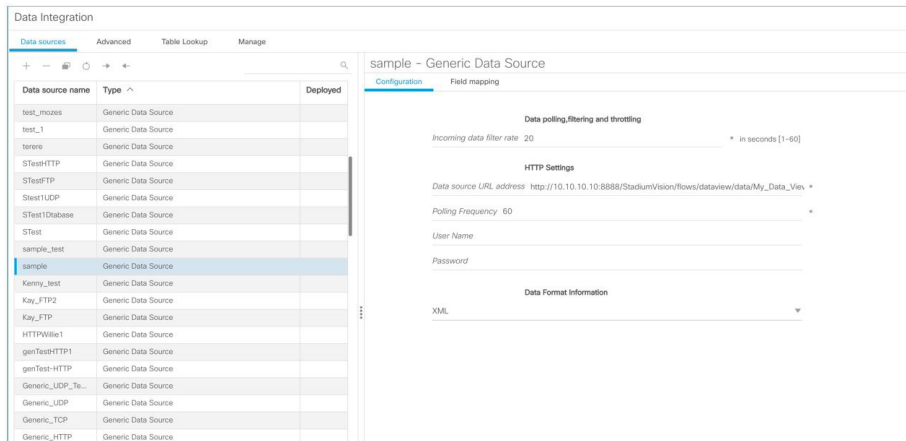 Data Integration
Data sources Advanced Table Lookup Manage
sample - Generic Data Source
Configuration Field mapping
Data source name Type Deployed
test_mozes Generic Data Source
test_1 Generic Data Source
terere Generic Data Source
STestHTTP Generic Data Source
STestFTP Generic Data Source
Stest1UDP Generic Data Source
STest1Dtabase Generic Data Source
STest Generic Data Source
sample_test Generic Data Source
sample Generic Data Source
Kenny_test Generic Data Source
Kay_FTP2 Generic Data Source
Kay_FTP Generic Data Source
HTTPWillie1 Generic Data Source
genTestHTTP1 Generic Data Source
genTest-HTTP Generic Data Source
Generic_UDP_Te... Generic Data Source
Generic_UDP Generic Data Source
Generic_TCP Generic Data Source
Generic_HTTP Generic Data Source
Data polling,filtering and throttling
Incoming data filter rate 20 * in seconds [1~60]
HTTP Settings
Data source URL address http://10.10.10.10:8888/StadiumVision/flows/dataview/data/My_Data_View *
Polling Frequency 60 *
User Name
Password
Data Format Information
XML